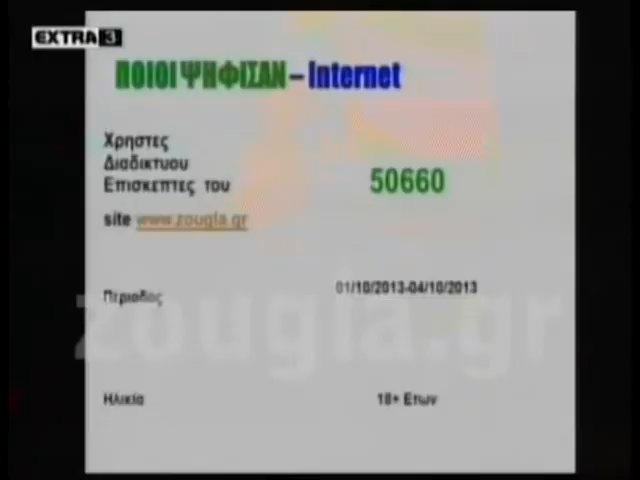 EXTRA 3
ΠΟΙΟΙ ΨΗΦΙΣΑΝ – Internet
Χρηστες
Διαδικτυου
Επισκεπτες του
50660
site www.zougla.gr
Περιοδος
01/10/2013-04/10/2013
zougla.gr
Ηλικία
18+ Ετων